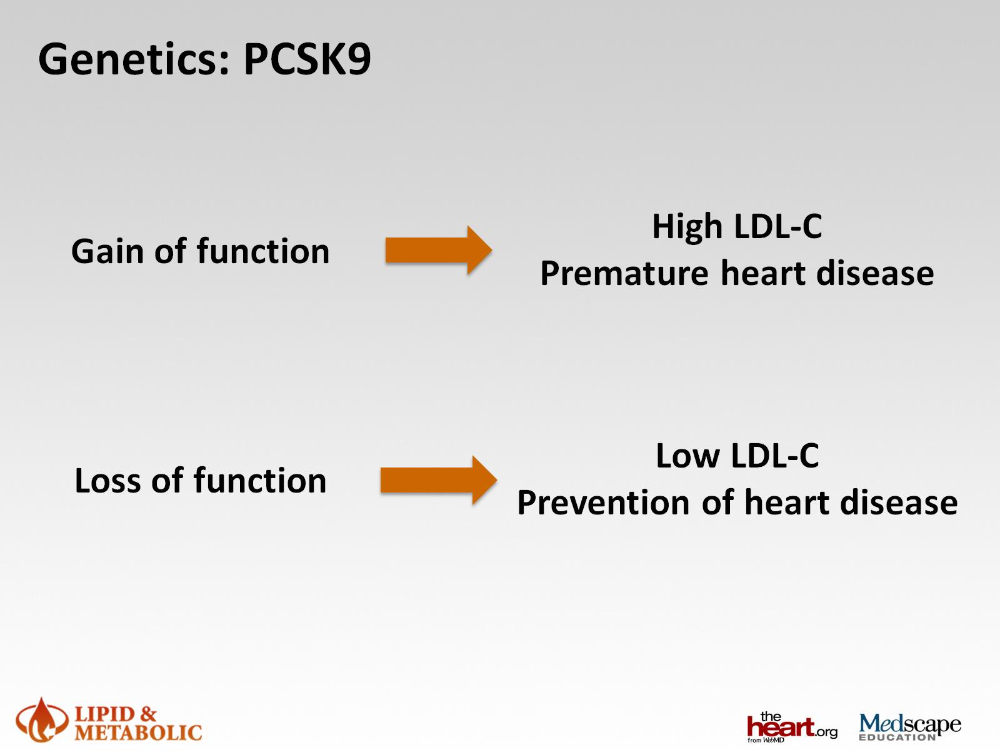 Genetics: PCSK9
Gain of function
High LDL-C
Premature heart disease
Loss of function
Low LDL-C
Prevention of heart disease
LIPID &
METABOLIC
the
heart.org
from WebMD
Medscape
EDUCATION